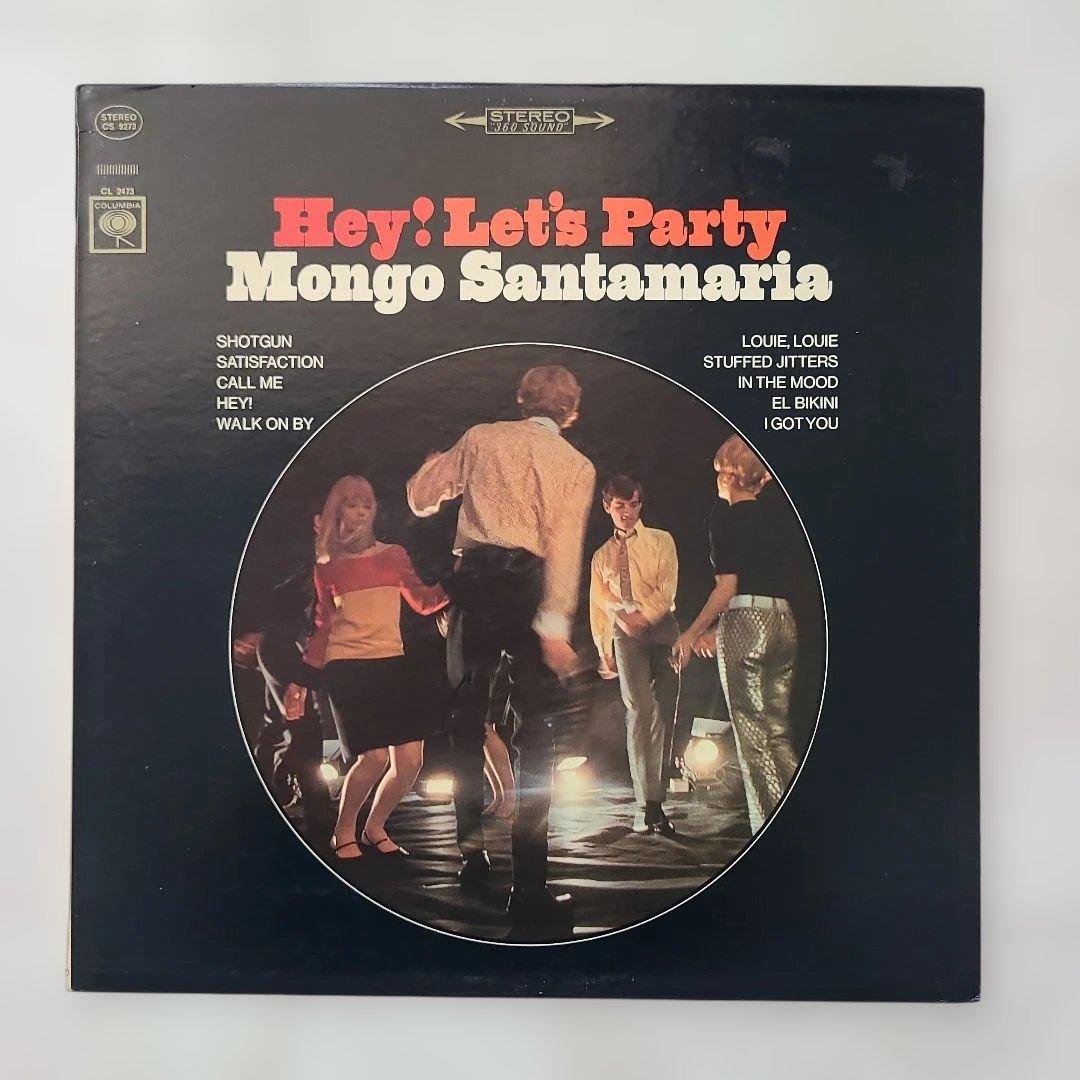 STEREO
CS 9273
CL 2473
COLUMBIA
STEREO
"360 SOUND"
Hey! Let's Party
Mongo Santamaria
SHOTGUN
SATISFACTION
CALL ME
HEY!
WALK ON BY
LOUIE, LOUIE
STUFFED JITTERS
IN THE MOOD
EL BIKINI
I GOT YOU